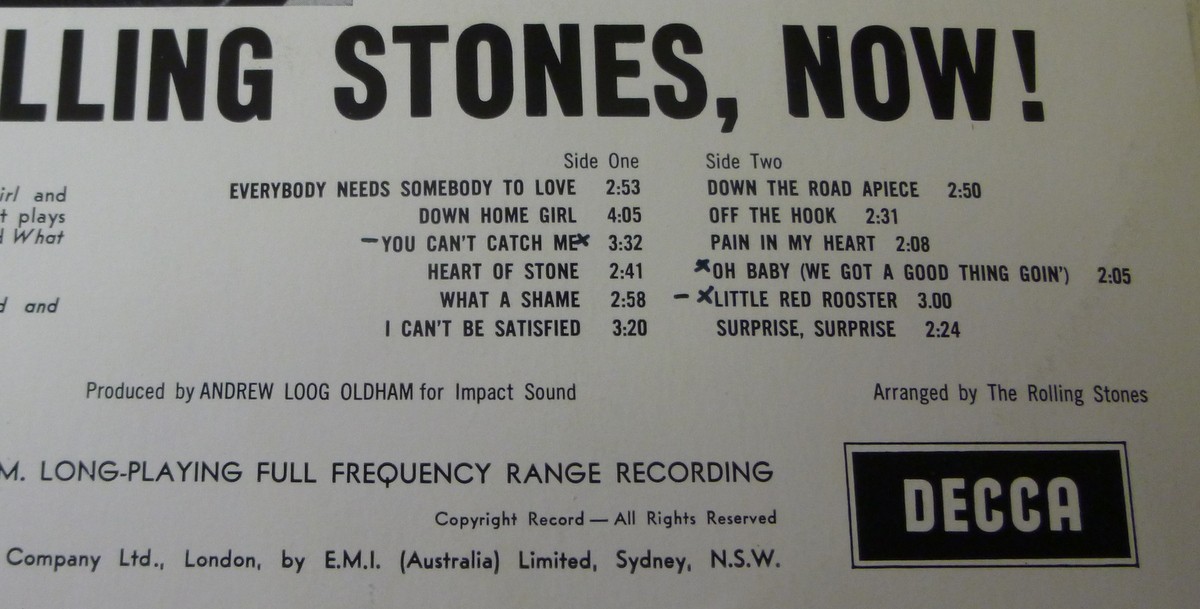 LLING STONES, NOW!
irl and
t plays
d What
d and
Side One
EVERYBODY NEEDS SOMEBODY TO LOVE 2:53
DOWN HOME GIRL 4:05
–YOU CAN'T CATCH ME× 3:32
HEART OF STONE 2:41
WHAT A SHAME 2:58
I CAN'T BE SATISFIED 3:20
Side Two
DOWN THE ROAD APIECE 2:50
OFF THE HOOK 2:31
PAIN IN MY HEART 2:08
×OH BABY (WE GOT A GOOD THING GOIN') 2:05
– ×LITTLE RED ROOSTER 3.00
SURPRISE, SURPRISE 2:24
Produced by ANDREW LOOG OLDHAM for Impact Sound
Arranged by The Rolling Stones
M. LONG-PLAYING FULL FREQUENCY RANGE RECORDING
Copyright Record — All Rights Reserved
Company Ltd., London, by E.M.I. (Australia) Limited, Sydney, N.S.W.
DECCA